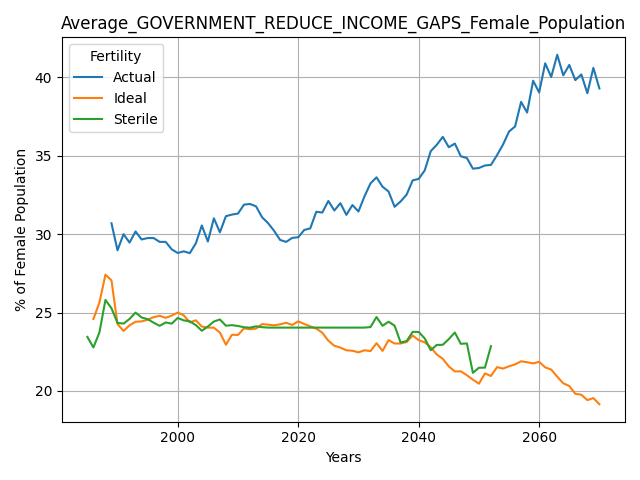 Average_GOVERNMENT_REDUCE_INCOME_GAPS_Female_Population
Fertility
Actual
Ideal
Sterile
% of Female Population
40
35
30
25
20
2000
2020
2040
2060
Years